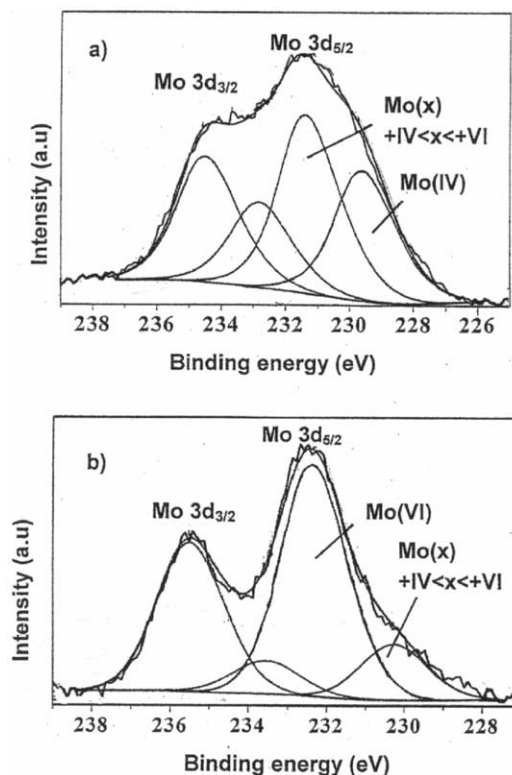 a)
Mo 3d5/2
Mo 3d3/2
Mo(x)
+IV<x<+VI
Mo(IV)
Intensity (a.u)
238 236 234 232 231 230 229 228 226
Binding energy (eV)
b)
Mo 3d5/2
Mo 3d3/2
Mo(VI)
Mo(x)
+IV<x<+VI
Intensity (a.u)
238 236 234 232 230 228
Binding energy (eV)